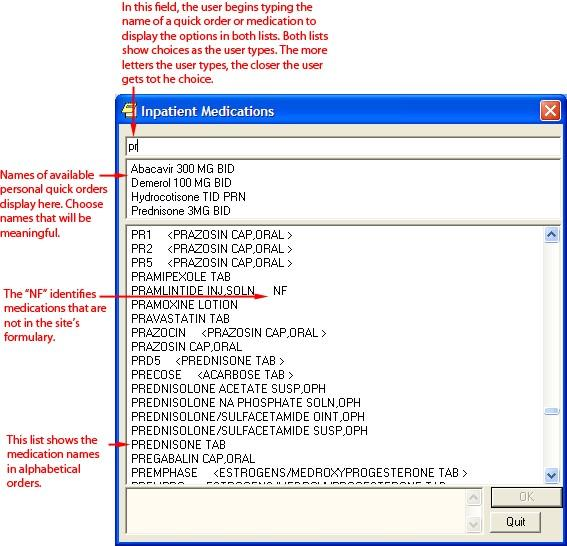 In this field, the user begins typing the
name of a quick order or medication to
display the options in both lists. Both lists
show choices as the user types. The more
letters the user types, the closer the user
gets tot he choice.
Inpatient Medications
pr
Names of available
personal quick orders
display here. Choose
names that will be
meaningful.
Abacavir 300 MG BID
Demerol 100 MG BID
Hydrocotisone TID PRN
Prednisone 3MG BID
PR1 <PRAZOSIN CAP,ORAL >
PR2 <PRAZOSIN CAP,ORAL >
PR5 <PRAZOSIN CAP,ORAL >
PRAMIPEXOLE TAB
PRAMLINTIDE INJ,SOLN NF
PRAMOXINE LOTION
PRAVASTATIN TAB
PRAZOCIN <PRAZOSIN CAP,ORAL >
PRAZOSIN CAP,ORAL
PRD5 <PREDNISONE TAB >
PRECOSE <ACARBOSE TAB >
PREDNISOLONE ACETATE SUSP,OPH
PREDNISOLONE NA PHOSPHATE SOLN,OPH
PREDNISOLONE/SULFACETAMIDE OINT,OPH
PREDNISOLONE/SULFACETAMIDE SUSP,OPH
PREDNISONE TAB
PREGABALIN CAP,ORAL
PREMPHASE <ESTROGENS/MEDROXYPROGESTERONE TAB >
The "NF" identifies
medications that are
not in the site's
formulary.
This list shows the
medication names
in alphabetical
orders.
OK
Quit